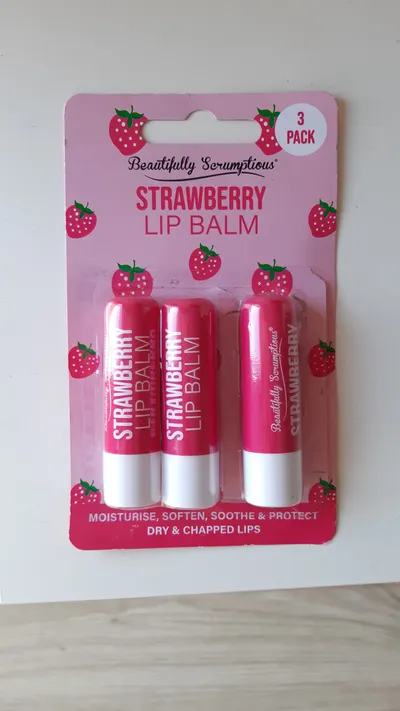 3
PACK
Beautifully Scrumptious®
STRAWBERRY
LIP BALM
STRAWBERRY
LIP BALM
STRAWBERRY
LIP BALM
Beautifully Scrumptious®
STRAWBERRY
MOISTURISE, SOFTEN, SOOTHE & PROTECT
DRY & CHAPPED LIPS